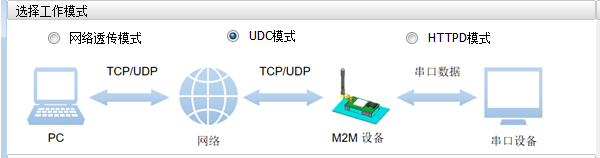 选择工作模式
网络透传模式
UDC模式
HTTPD模式
TCP/UDP
TCP/UDP
串口数据
PC
网络
M2M 设备
串口设备